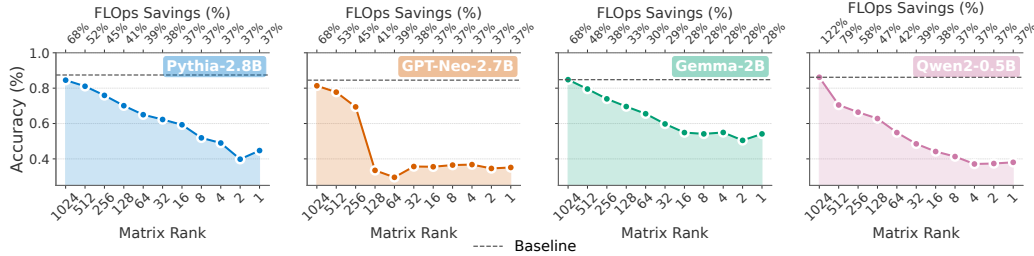 FLOps Savings (%) FLOps Savings (%) FLOps Savings (%) FLOps Savings (%)
68% 52% 45% 41% 39% 38% 37% 37% 37% 37% 37%
68% 53% 45% 40% 39% 37% 37% 37% 37% 37% 37%
68% 48% 38% 33% 30% 29% 28% 28% 28% 28% 28%
122% 79% 58% 47% 42% 39% 38% 37% 37% 37% 37%
Pythia-2.8B GPT-Neo-2.7B Gemma-2B Qwen2-0.5B
Accuracy (%)
1.0
0.8
0.6
0.4
1024 512 256 128 64 32 16 8 4 2 1
1024 512 256 128 64 32 16 8 4 2 1
1024 512 256 128 64 32 16 8 4 2 1
1024 512 256 128 64 32 16 8 4 2 1
Matrix Rank Matrix Rank Matrix Rank Matrix Rank
Baseline